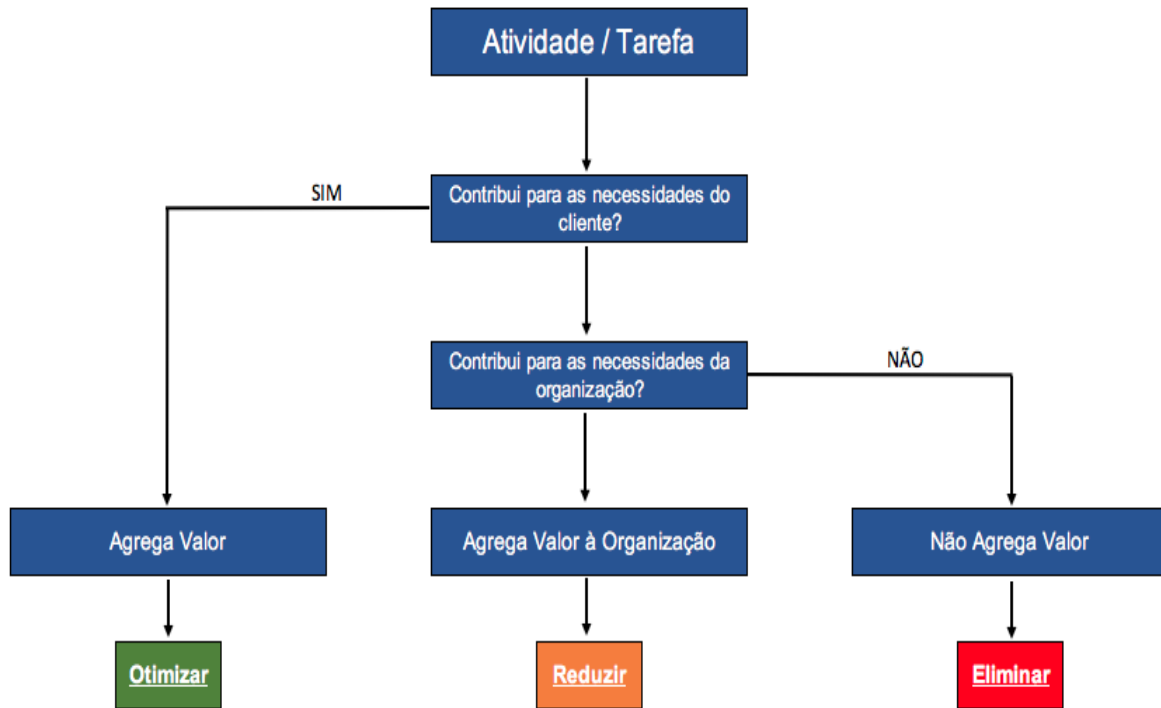 Atividade / Tarefa
SIM
Contribui para as necessidades do
cliente?
Contribui para as necessidades da
organização?
NÃO
Agrega Valor
Agrega Valor à Organização
Não Agrega Valor
Otimizar
Reduzir
Eliminar